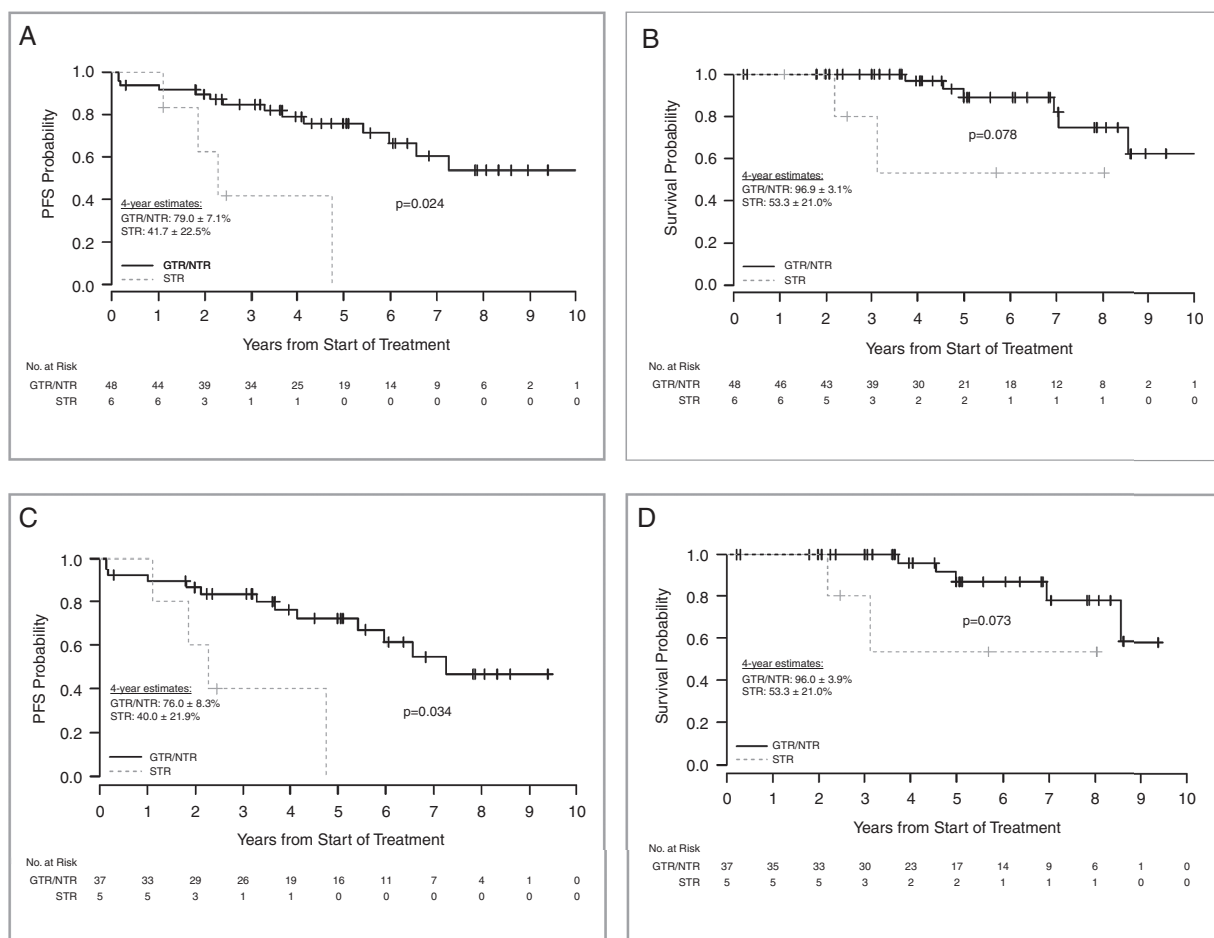 A
PFS Probability
1.0
0.8
0.6
0.4
0.2
0.0
4-year estimates:
GTR/NTR: 79.0 ± 7.1%
STR: 41.7 ± 22.5%
p=0.024
GTR/NTR
STR
0 1 2 3 4 5 6 7 8 9 10
Years from Start of Treatment
No. at Risk
GTR/NTR 48 44 39 34 25 19 14 9 6 2 1
STR 6 6 3 1 1 0 0 0 0 0 0
B
Survival Probability
1.0
0.8
0.6
0.4
0.2
0.0
p=0.078
4-year estimates:
GTR/NTR: 96.9 ± 3.1%
STR: 53.3 ± 21.0%
GTR/NTR
STR
0 1 2 3 4 5 6 7 8 9 10
Years from Start of Treatment
No. at Risk
GTR/NTR 48 46 43 39 30 21 18 12 8 2 1
STR 6 6 5 3 2 2 1 1 1 0 0
C
PFS Probability
1.0
0.8
0.6
0.4
0.2
0.0
4-year estimates:
GTR/NTR: 76.0 ± 8.3%
STR: 40.0 ± 21.9%
p=0.034
GTR/NTR
STR
0 1 2 3 4 5 6 7 8 9 10
Years from Start of Treatment
No. at Risk
GTR/NTR 37 33 29 26 19 16 11 7 4 1 0
STR 5 5 3 1 1 0 0 0 0 0 0
D
Survival Probability
1.0
0.8
0.6
0.4
0.2
0.0
p=0.073
4-year estimates:
GTR/NTR: 96.0 ± 3.9%
STR: 53.3 ± 21.0%
GTR/NTR
STR
0 1 2 3 4 5 6 7 8 9 10
Years from Start of Treatment
No. at Risk
GTR/NTR 37 35 33 30 23 17 14 9 6 1 0
STR 5 5 5 3 2 2 1 1 1 0 0